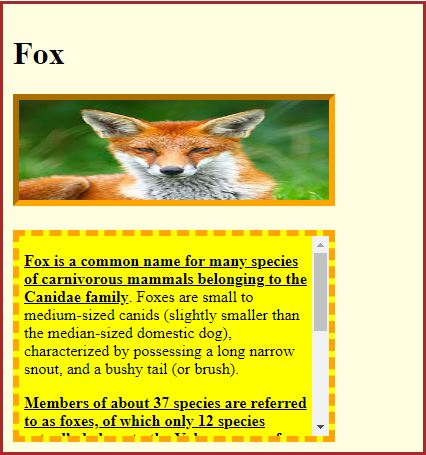 Fox
Fox is a common name for many species
of carnivorous mammals belonging to the
Canidae family. Foxes are small to
medium-sized canids (slightly smaller than
the median-sized domestic dog),
characterized by possessing a long narrow
snout, and a bushy tail (or brush).
Members of about 37 species are referred
to as foxes, of which only 12 species